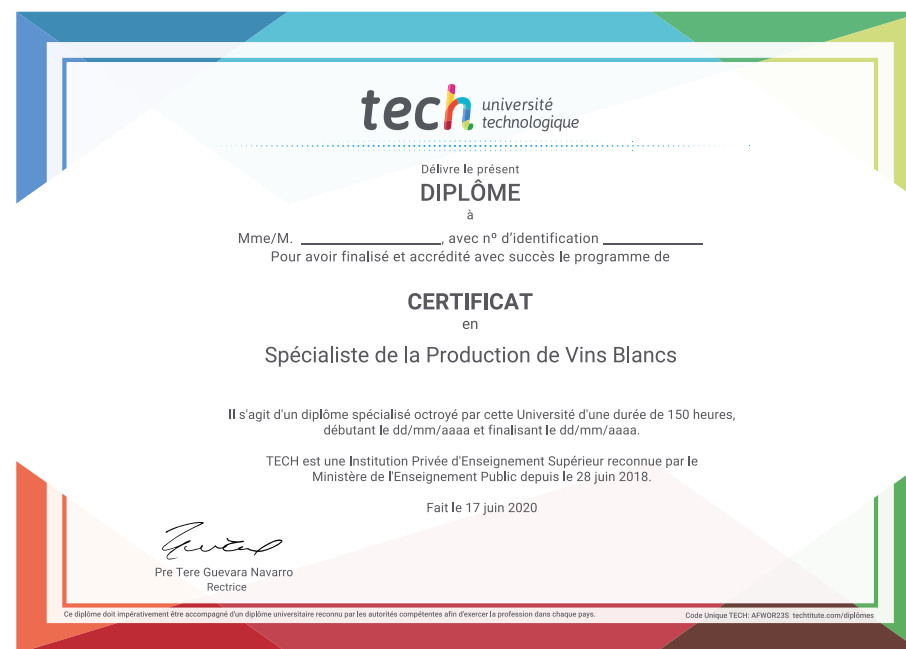 tech université
technologique
Délivre le présent
DIPLÔME
à
Mme/M. ____________________, avec nº d'identification ______________
Pour avoir finalisé et accrédité avec succès le programme de
CERTIFICAT
en
Spécialiste de la Production de Vins Blancs
Il s'agit d'un diplôme spécialisé octroyé par cette Université d'une durée de 150 heures,
débutant le dd/mm/aaaa et finalisant le dd/mm/aaaa.
TECH est une Institution Privée d'Enseignement Supérieur reconnue par le
Ministère de l'Enseignement Public depuis le 28 juin 2018.
Fait le 17 juin 2020
Pre Tere Guevara Navarro
Rectrice
Ce diplôme doit impérativement être accompagné d'un diplôme universitaire reconnu par les autorités compétentes afin d'exercer la profession dans chaque pays.
Code Unique TECH: AFWOR23S techtitute.com/diplômes